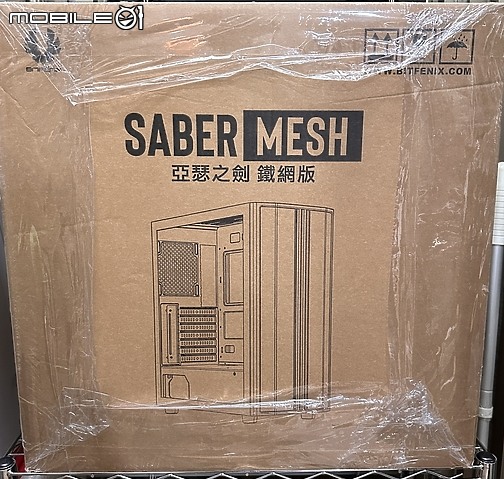 MOBILE01
WWW.BITFENIX.COM
SABER MESH
亞瑟之劍 鐵網版